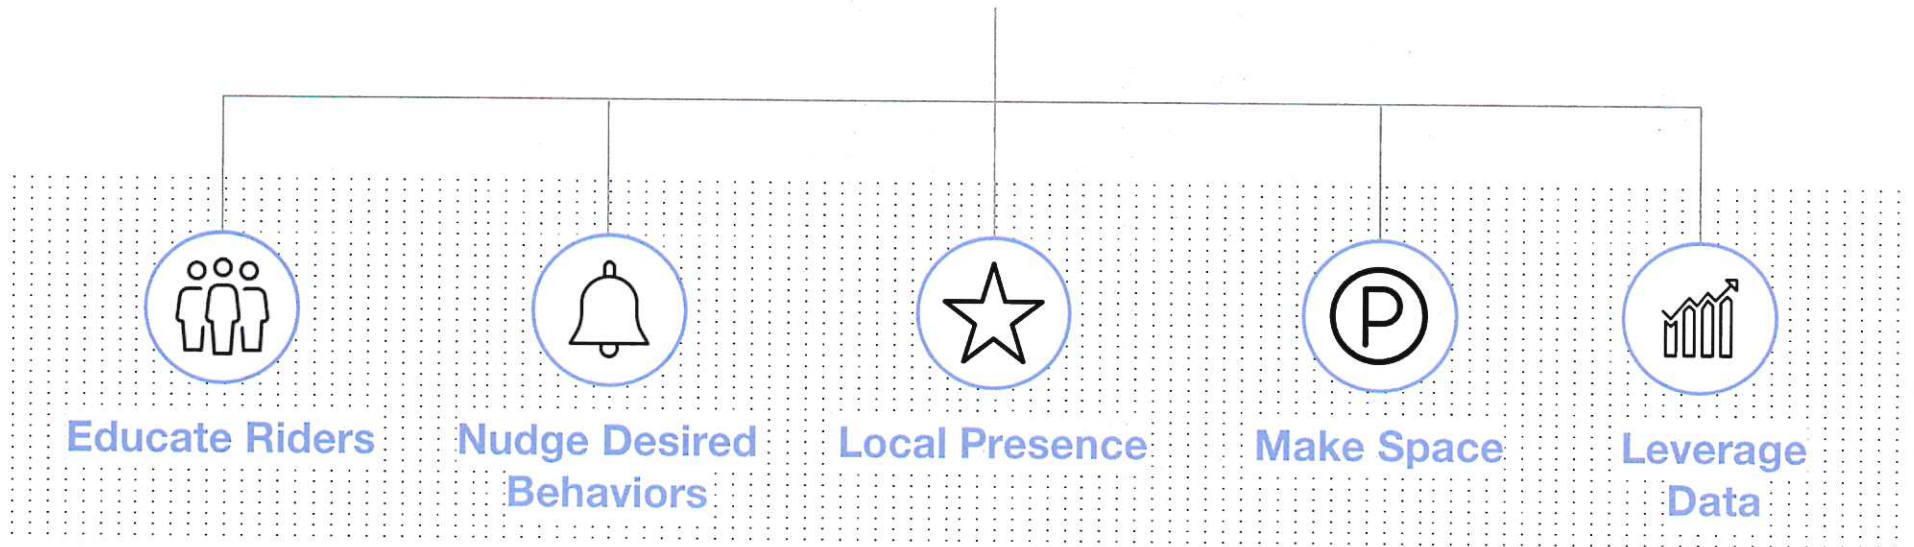 P
Educate Riders
Nudge Desired
Behaviors
Local Presence
Make Space
Leverage
Data